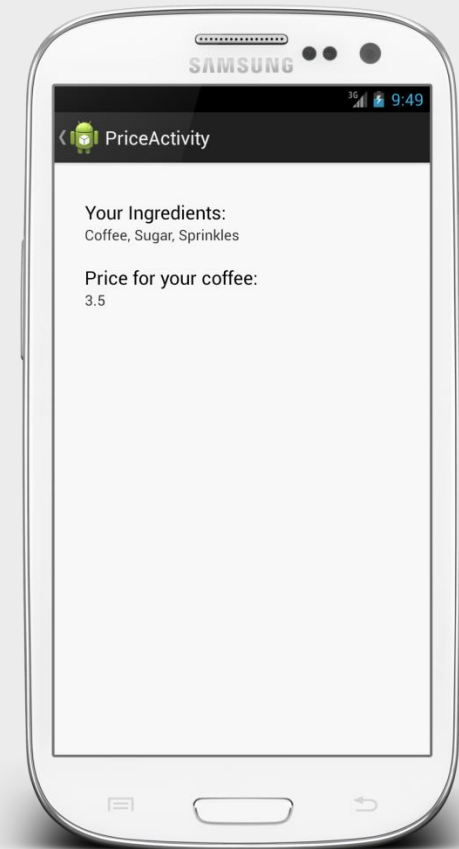 SAMSUNG
3G 9:49
PriceActivity
Your Ingredients:
Coffee, Sugar, Sprinkles
Price for your coffee:
3.5